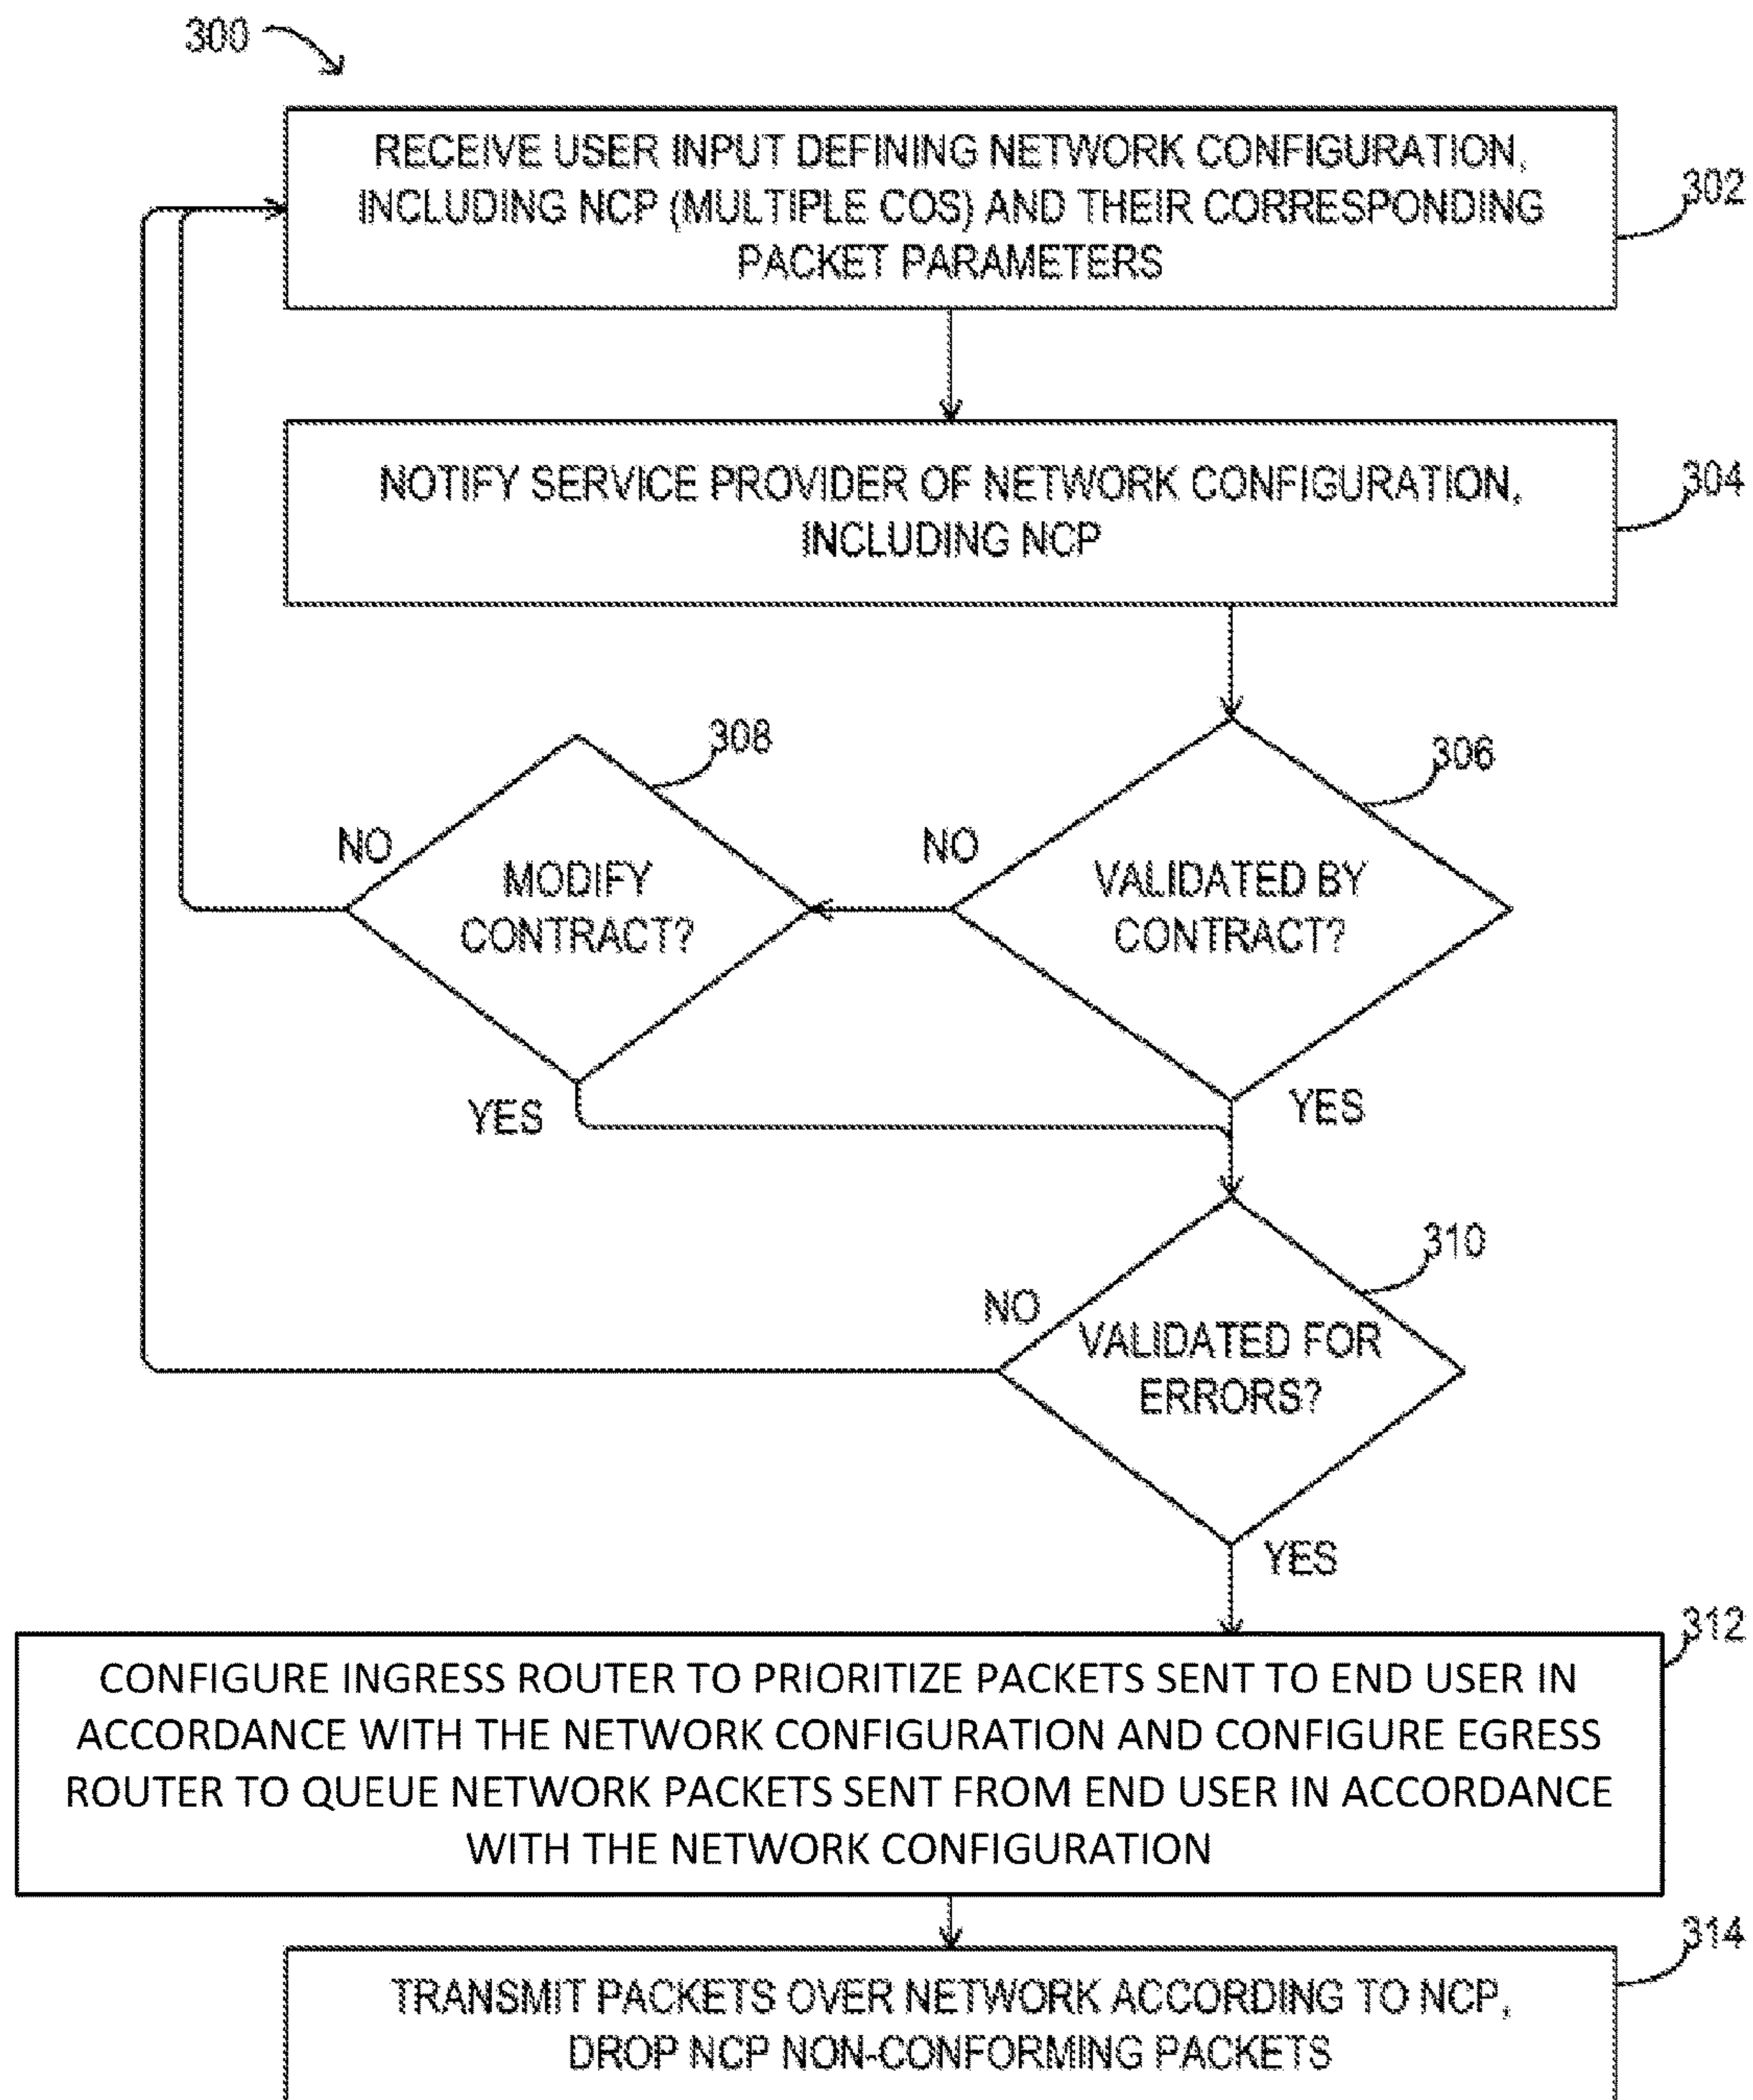 300
RECEIVE USER INPUT DEFINING NETWORK CONFIGURATION,
INCLUDING NCP (MULTIPLE COS) AND THEIR CORRESPONDING
PACKET PARAMETERS
302
NOTIFY SERVICE PROVIDER OF NETWORK CONFIGURATION,
INCLUDING NCP
304
308
306
NO
MODIFY
CONTRACT?
YES
NO
VALIDATED BY
CONTRACT?
YES
310
NO
VALIDATED FOR
ERRORS?
YES
312
CONFIGURE INGRESS ROUTER TO PRIORITIZE PACKETS SENT TO END USER IN
ACCORDANCE WITH THE NETWORK CONFIGURATION AND CONFIGURE EGRESS
ROUTER TO QUEUE NETWORK PACKETS SENT FROM END USER IN ACCORDANCE
WITH THE NETWORK CONFIGURATION
314
TRANSMIT PACKETS OVER NETWORK ACCORDING TO NCP,
DROP NCP NON-CONFORMING PACKETS